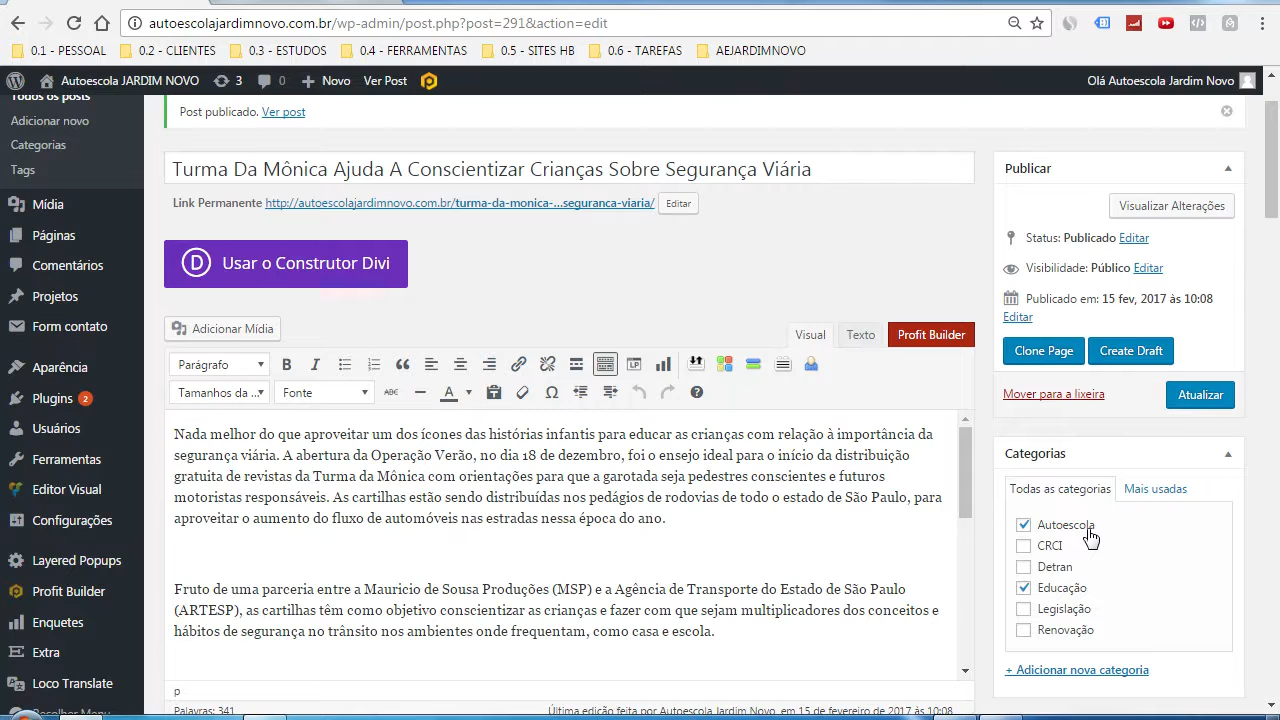 autoescolajardimnovo.com.br/wp-admin/post.php?post=291&action=edit
0.1 - PESSOAL
0.2 - CLIENTES
0.3 - ESTUDOS
0.4 - FERRAMENTAS
0.5 - SITES HB
0.6 - TAREFAS
AEJARDIMNOVO
Autoescola JARDIM NOVO
3
0
Novo
Ver Post
Olá Autoescola Jardim Novo
Todos os posts
Adicionar novo
Categorias
Tags
Mídia
Páginas
Comentários
Projetos
Form contato
Aparência
Plugins 2
Usuários
Ferramentas
Editor Visual
Configurações
Layered Popups
Profit Builder
Enquetes
Extra
Loco Translate
Recolher Menu
Post publicado. Ver post
Turma Da Mônica Ajuda A Conscientizar Crianças Sobre Segurança Viária
Link Permanente http://autoescolajardimnovo.com.br/turma-da-monica-...seguranca-viaria/ Editar
D Usar o Construtor Divi
Adicionar Mídia
Visual
Texto
Profit Builder
Parágrafo
B I
LP
Tamanhos da ...
Fonte
ABC
A
Ω
Nada melhor do que aproveitar um dos ícones das histórias infantis para educar as crianças com relação à importância da
segurança viária. A abertura da Operação Verão, no dia 18 de dezembro, foi o ensejo ideal para o início da distribuição
gratuita de revistas da Turma da Mônica com orientações para que a garotada seja pedestres conscientes e futuros
motoristas responsáveis. As cartilhas estão sendo distribuídas nos pedágios de rodovias de todo o estado de São Paulo, para
aproveitar o aumento do fluxo de automóveis nas estradas nessa época do ano.
Fruto de uma parceria entre a Mauricio de Sousa Produções (MSP) e a Agência de Transporte do Estado de São Paulo
(ARTESP), as cartilhas têm como objetivo conscientizar as crianças e fazer com que sejam multiplicadores dos conceitos e
hábitos de segurança no trânsito nos ambientes onde frequentam, como casa e escola.
p
Palavras: 341
Última edição feita por Autoescola Jardim Novo, em 15 de fevereiro de 2017 às 10:08
Publicar
Visualizar Alterações
Status: Publicado Editar
Visibilidade: Público Editar
Publicado em: 15 fev, 2017 às 10:08
Editar
Clone Page
Create Draft
Mover para a lixeira
Atualizar
Categorias
Todas as categorias
Mais usadas
Autoescola
CRCI
Detran
Educação
Legislação
Renovação
+ Adicionar nova categoria